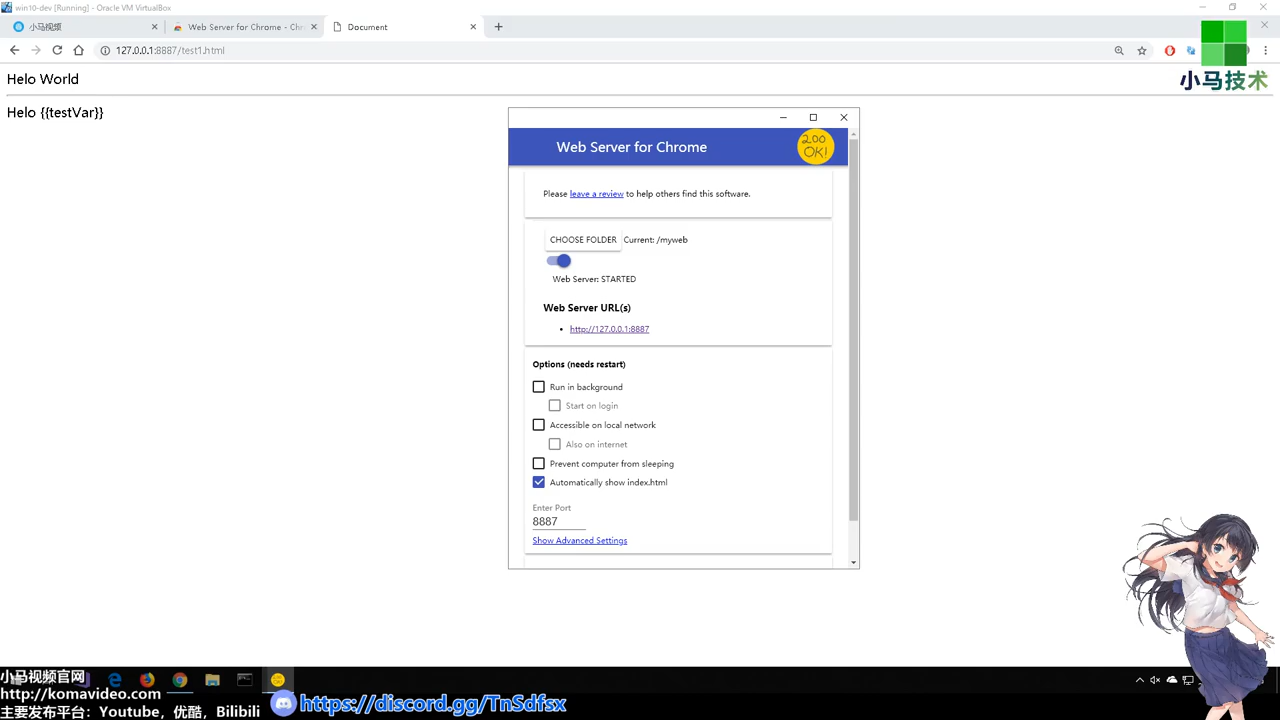 win10-dev [Running] - Oracle VM VirtualBox
小马视频
Web Server for Chrome - Chr
Document
127.0.0.1:8887/test1.html
小马技术
Helo World
Helo {{testVar}}
Web Server for Chrome
200 OK!
Please leave a review to help others find this software.
CHOOSE FOLDER Current: /myweb
Web Server: STARTED
Web Server URL(s)
http://127.0.0.1:8887
Options (needs restart)
Run in background
Start on login
Accessible on local network
Also on internet
Prevent computer from sleeping
Automatically show index.html
Enter Port
8887
Show Advanced Settings
小马视频官网
http://komavideo.com
主要发布平台：Youtube，优酷，Bilibili
https://discord.gg/TnSdfsx